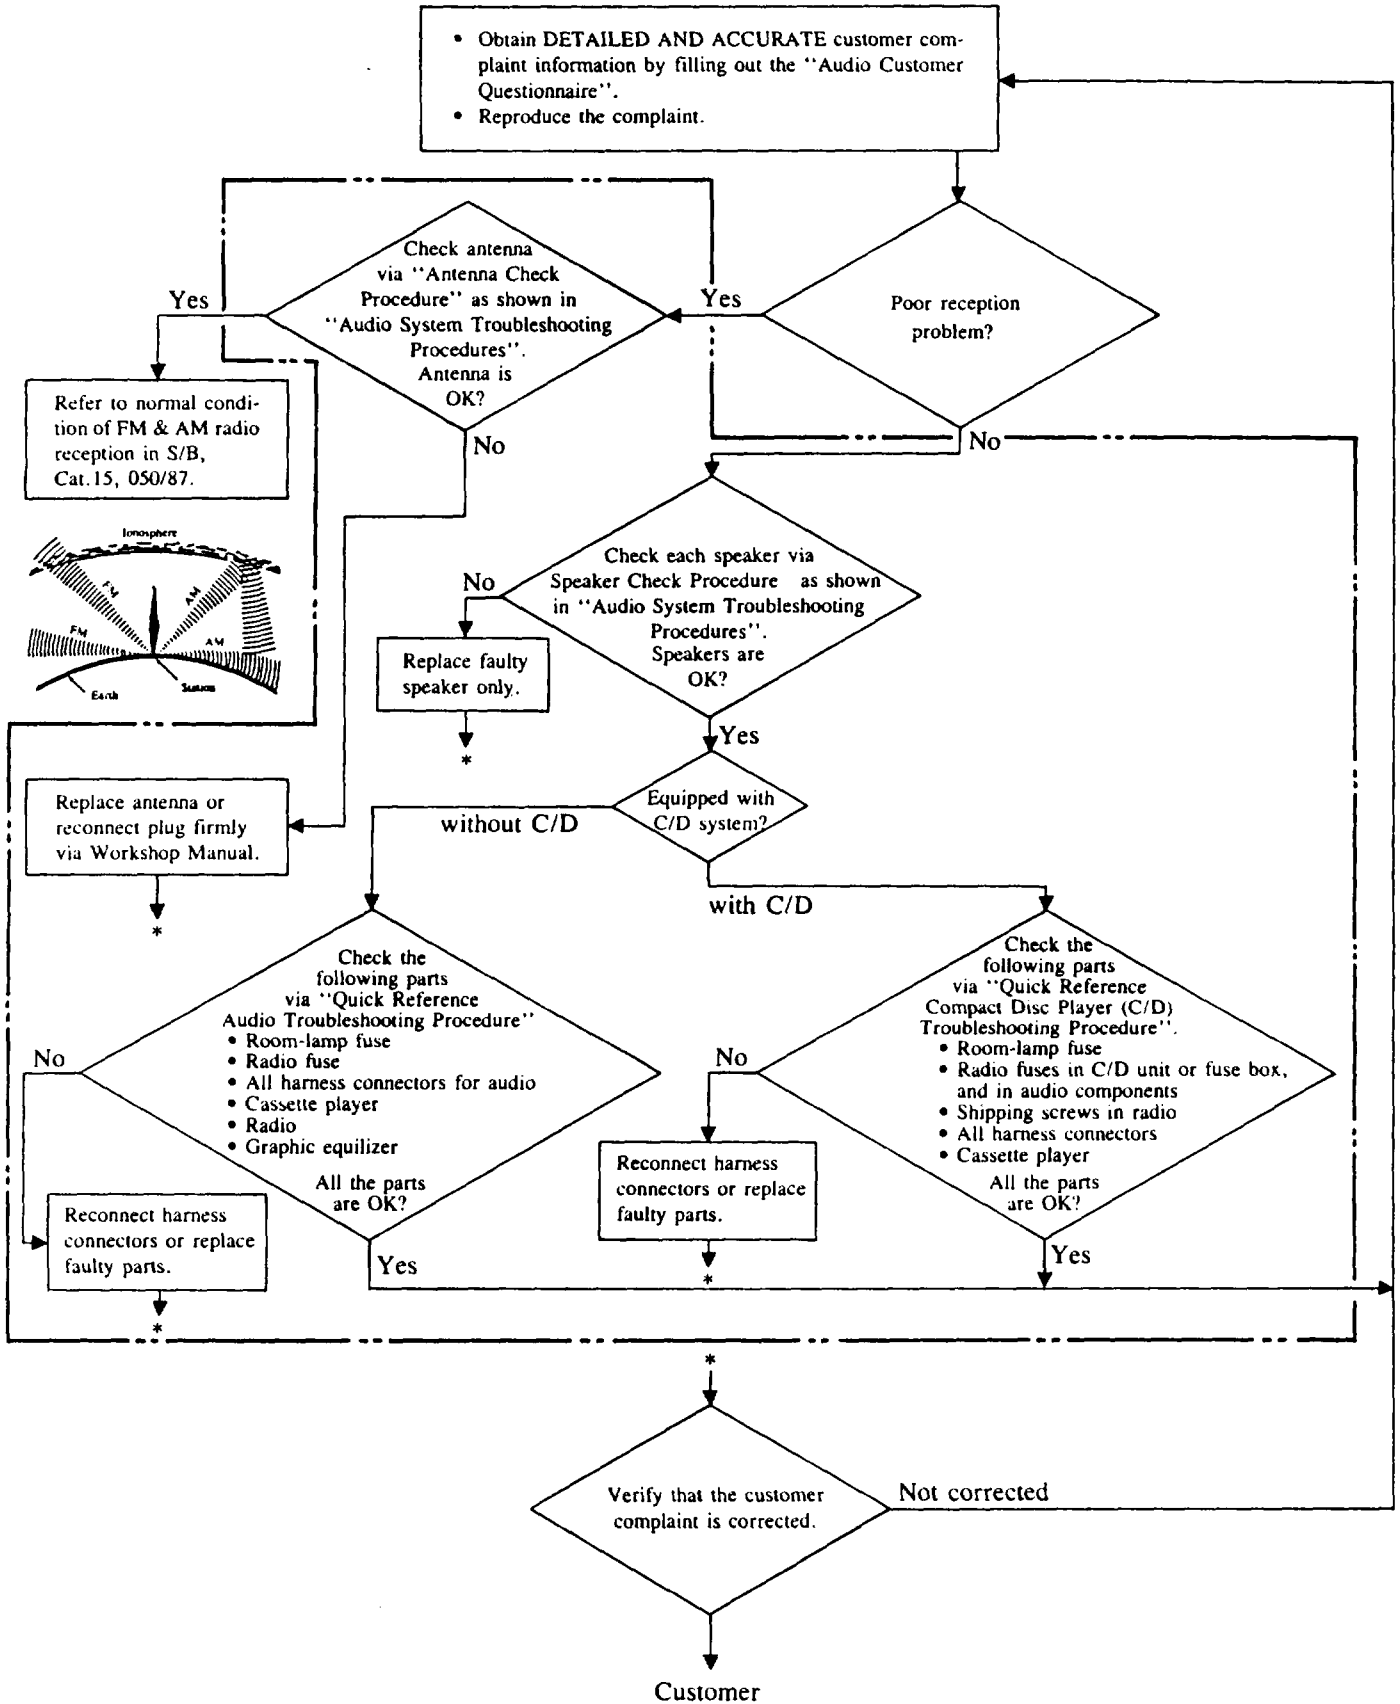 • Obtain DETAILED AND ACCURATE customer com-
plaint information by filling out the "Audio Customer
Questionnaire".
• Reproduce the complaint.
Poor reception
problem?
Yes
No
Check antenna
via "Antenna Check
Procedure" as shown in
"Audio System Troubleshooting
Procedures".
Antenna is
OK?
Yes
No
Refer to normal condi-
tion of FM & AM radio
reception in S/B,
Cat.15, 050/87.
Ionosphere
FM
AM
FM
AM
Earth
Station
Check each speaker via
Speaker Check Procedure as shown
in "Audio System Troubleshooting
Procedures".
Speakers are
OK?
No
Replace faulty
speaker only.
*
Yes
Equipped with
C/D system?
without C/D
with C/D
Replace antenna or
reconnect plug firmly
via Workshop Manual.
*
Check the
following parts
via "Quick Reference
Audio Troubleshooting Procedure"
• Room-lamp fuse
• Radio fuse
• All harness connectors for audio
• Cassette player
• Radio
• Graphic equilizer
All the parts
are OK?
No
Reconnect harness
connectors or replace
faulty parts.
*
Yes
Check the
following parts
via "Quick Reference
Compact Disc Player (C/D)
Troubleshooting Procedure".
• Room-lamp fuse
• Radio fuses in C/D unit or fuse box,
and in audio components
• Shipping screws in radio
• All harness connectors
• Cassette player
All the parts
are OK?
No
Reconnect harness
connectors or replace
faulty parts.
*
Yes
*
Verify that the customer
complaint is corrected.
Not corrected
Customer